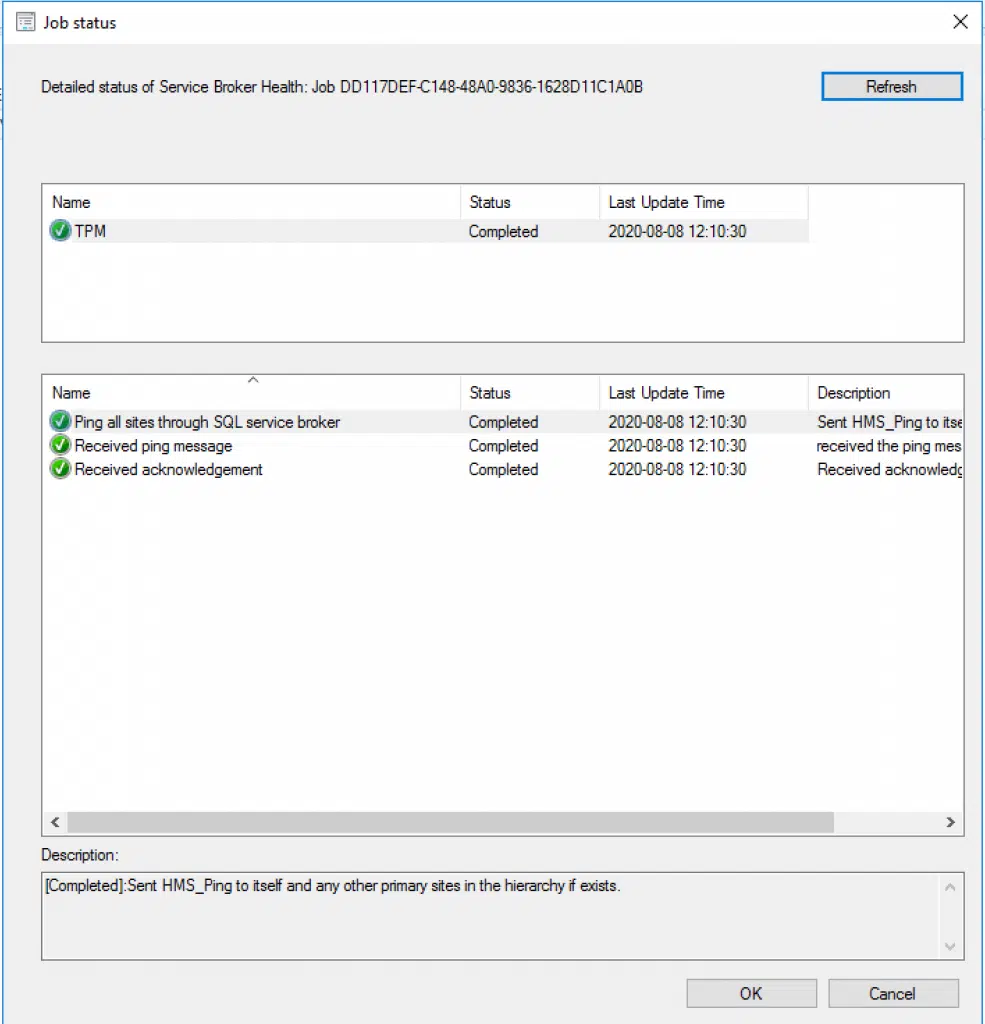 Job status
Detailed status of Service Broker Health: Job DD117DEF-C148-48A0-9836-1628D11C1A0B
Refresh
Name Status Last Update Time
TPM Completed 2020-08-08 12:10:30
Name Status Last Update Time Description
Ping all sites through SQL service broker Completed 2020-08-08 12:10:30 Sent HMS_Ping to itse
Received ping message Completed 2020-08-08 12:10:30 received the ping mes
Received acknowledgement Completed 2020-08-08 12:10:30 Received acknowledg
Description:
[Completed]:Sent HMS_Ping to itself and any other primary sites in the hierarchy if exists.
OK Cancel